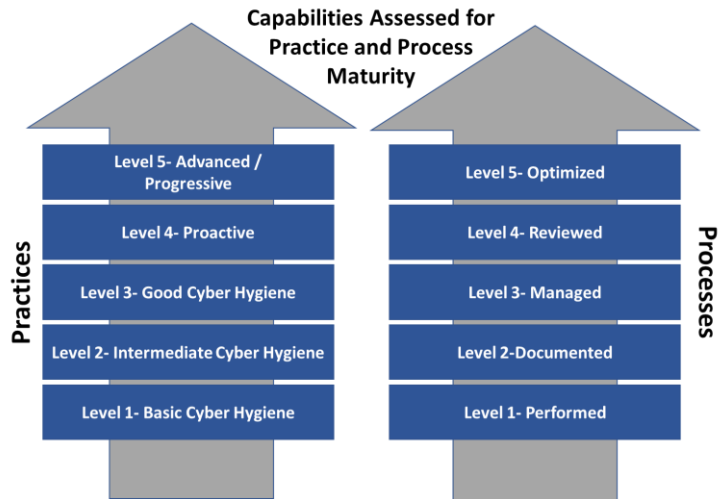 Capabilities Assessed for
Practice and Process
Maturity
Practices
Level 5- Advanced /
Progressive
Level 4- Proactive
Level 3- Good Cyber Hygiene
Level 2- Intermediate Cyber Hygiene
Level 1- Basic Cyber Hygiene
Level 5- Optimized
Level 4- Reviewed
Level 3- Managed
Level 2-Documented
Level 1- Performed
Processes